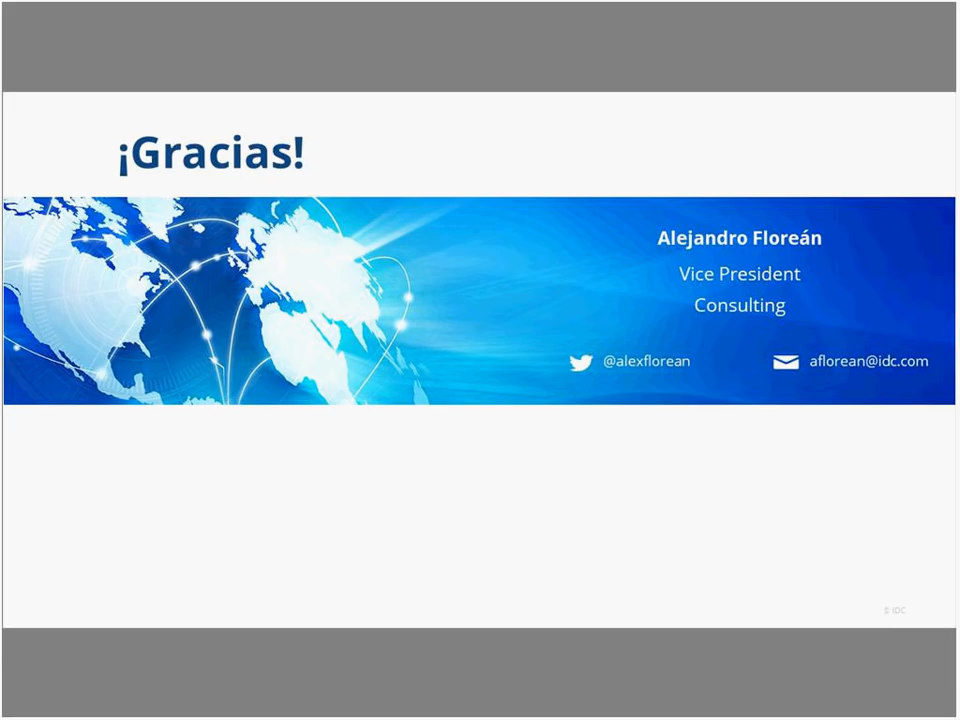 ¡Gracias!
Alejandro Floreán
Vice President
Consulting
@alexflorean
aflorean@idc.com
© IDC